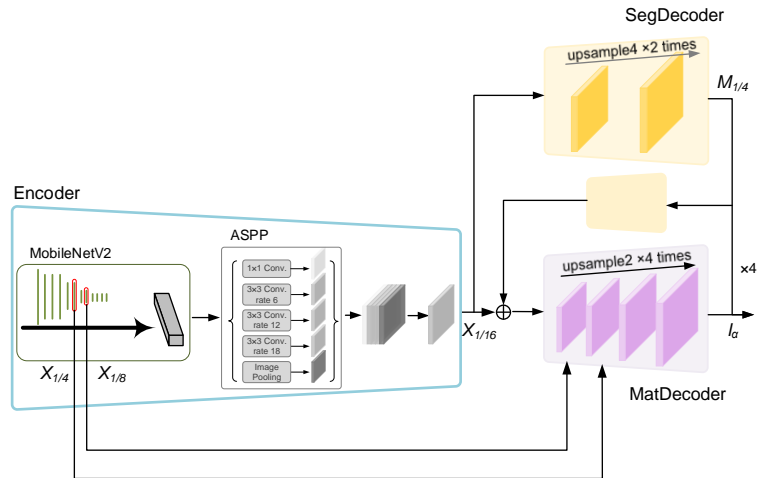 SegDecoder
upsample4 ×2 times
M1/4
Encoder
MobileNetV2
ASPP
1×1 Conv.
3×3 Conv.
rate 6
3×3 Conv.
rate 12
3×3 Conv.
rate 18
Image
Pooling
X1/4
X1/8
X1/16
upsample2 ×4 times
×4
Iα
MatDecoder